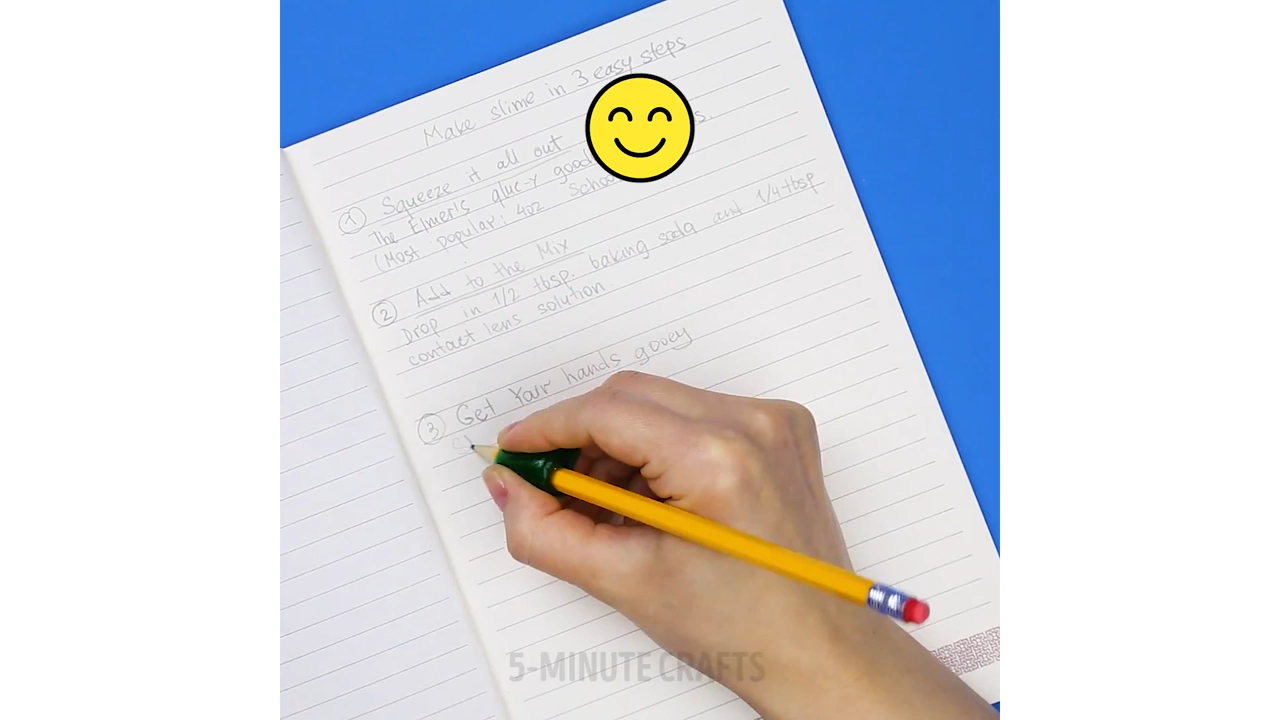 Make slime in 3 easy steps
① Squeeze it all out s.
The Elmer's glue-y good
(Most popular: 4oz Schoo
② Add to the Mix
Drop in 1/2 tbsp. baking soda and 1/4 tbsp
contact lens solution
③ Get Your hands gooey
5-MINUTE CRAFTS